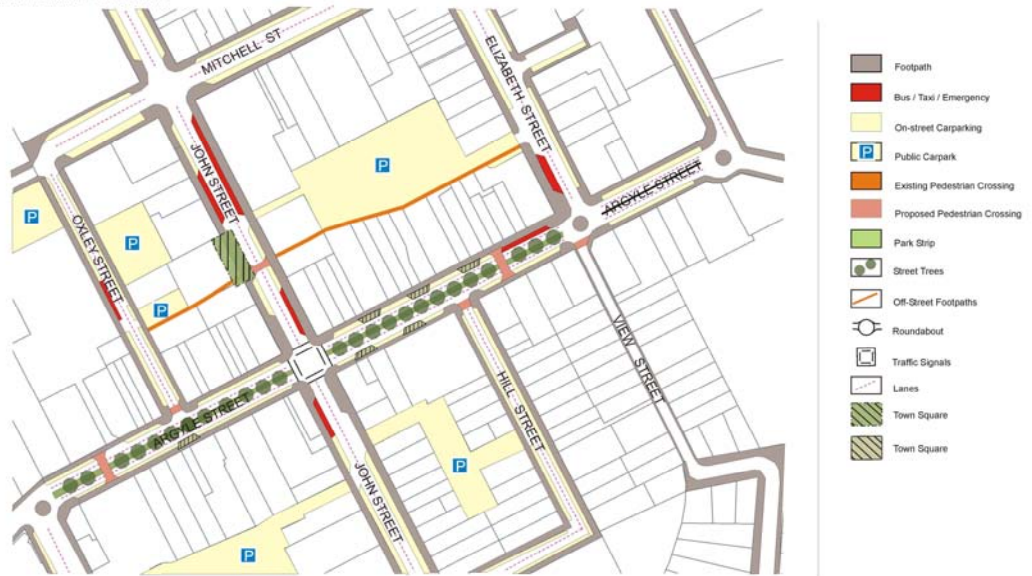 MITCHELL ST
ELIZABETH STREET
JOHN STREET
ARGYLE STREET
OXLEY STREET
P
P
P
P
VIEW STREET
HILL STREET
ARGYLE STREET
JOHN STREET
P
P
Footpath
Bus / Taxi / Emergency
On-street Carparking
P
Public Carpark
Existing Pedestrian Crossing
Proposed Pedestrian Crossing
Park Strip
Street Trees
Off-Street Footpaths
Roundabout
Traffic Signals
Lanes
Town Square
Town Square